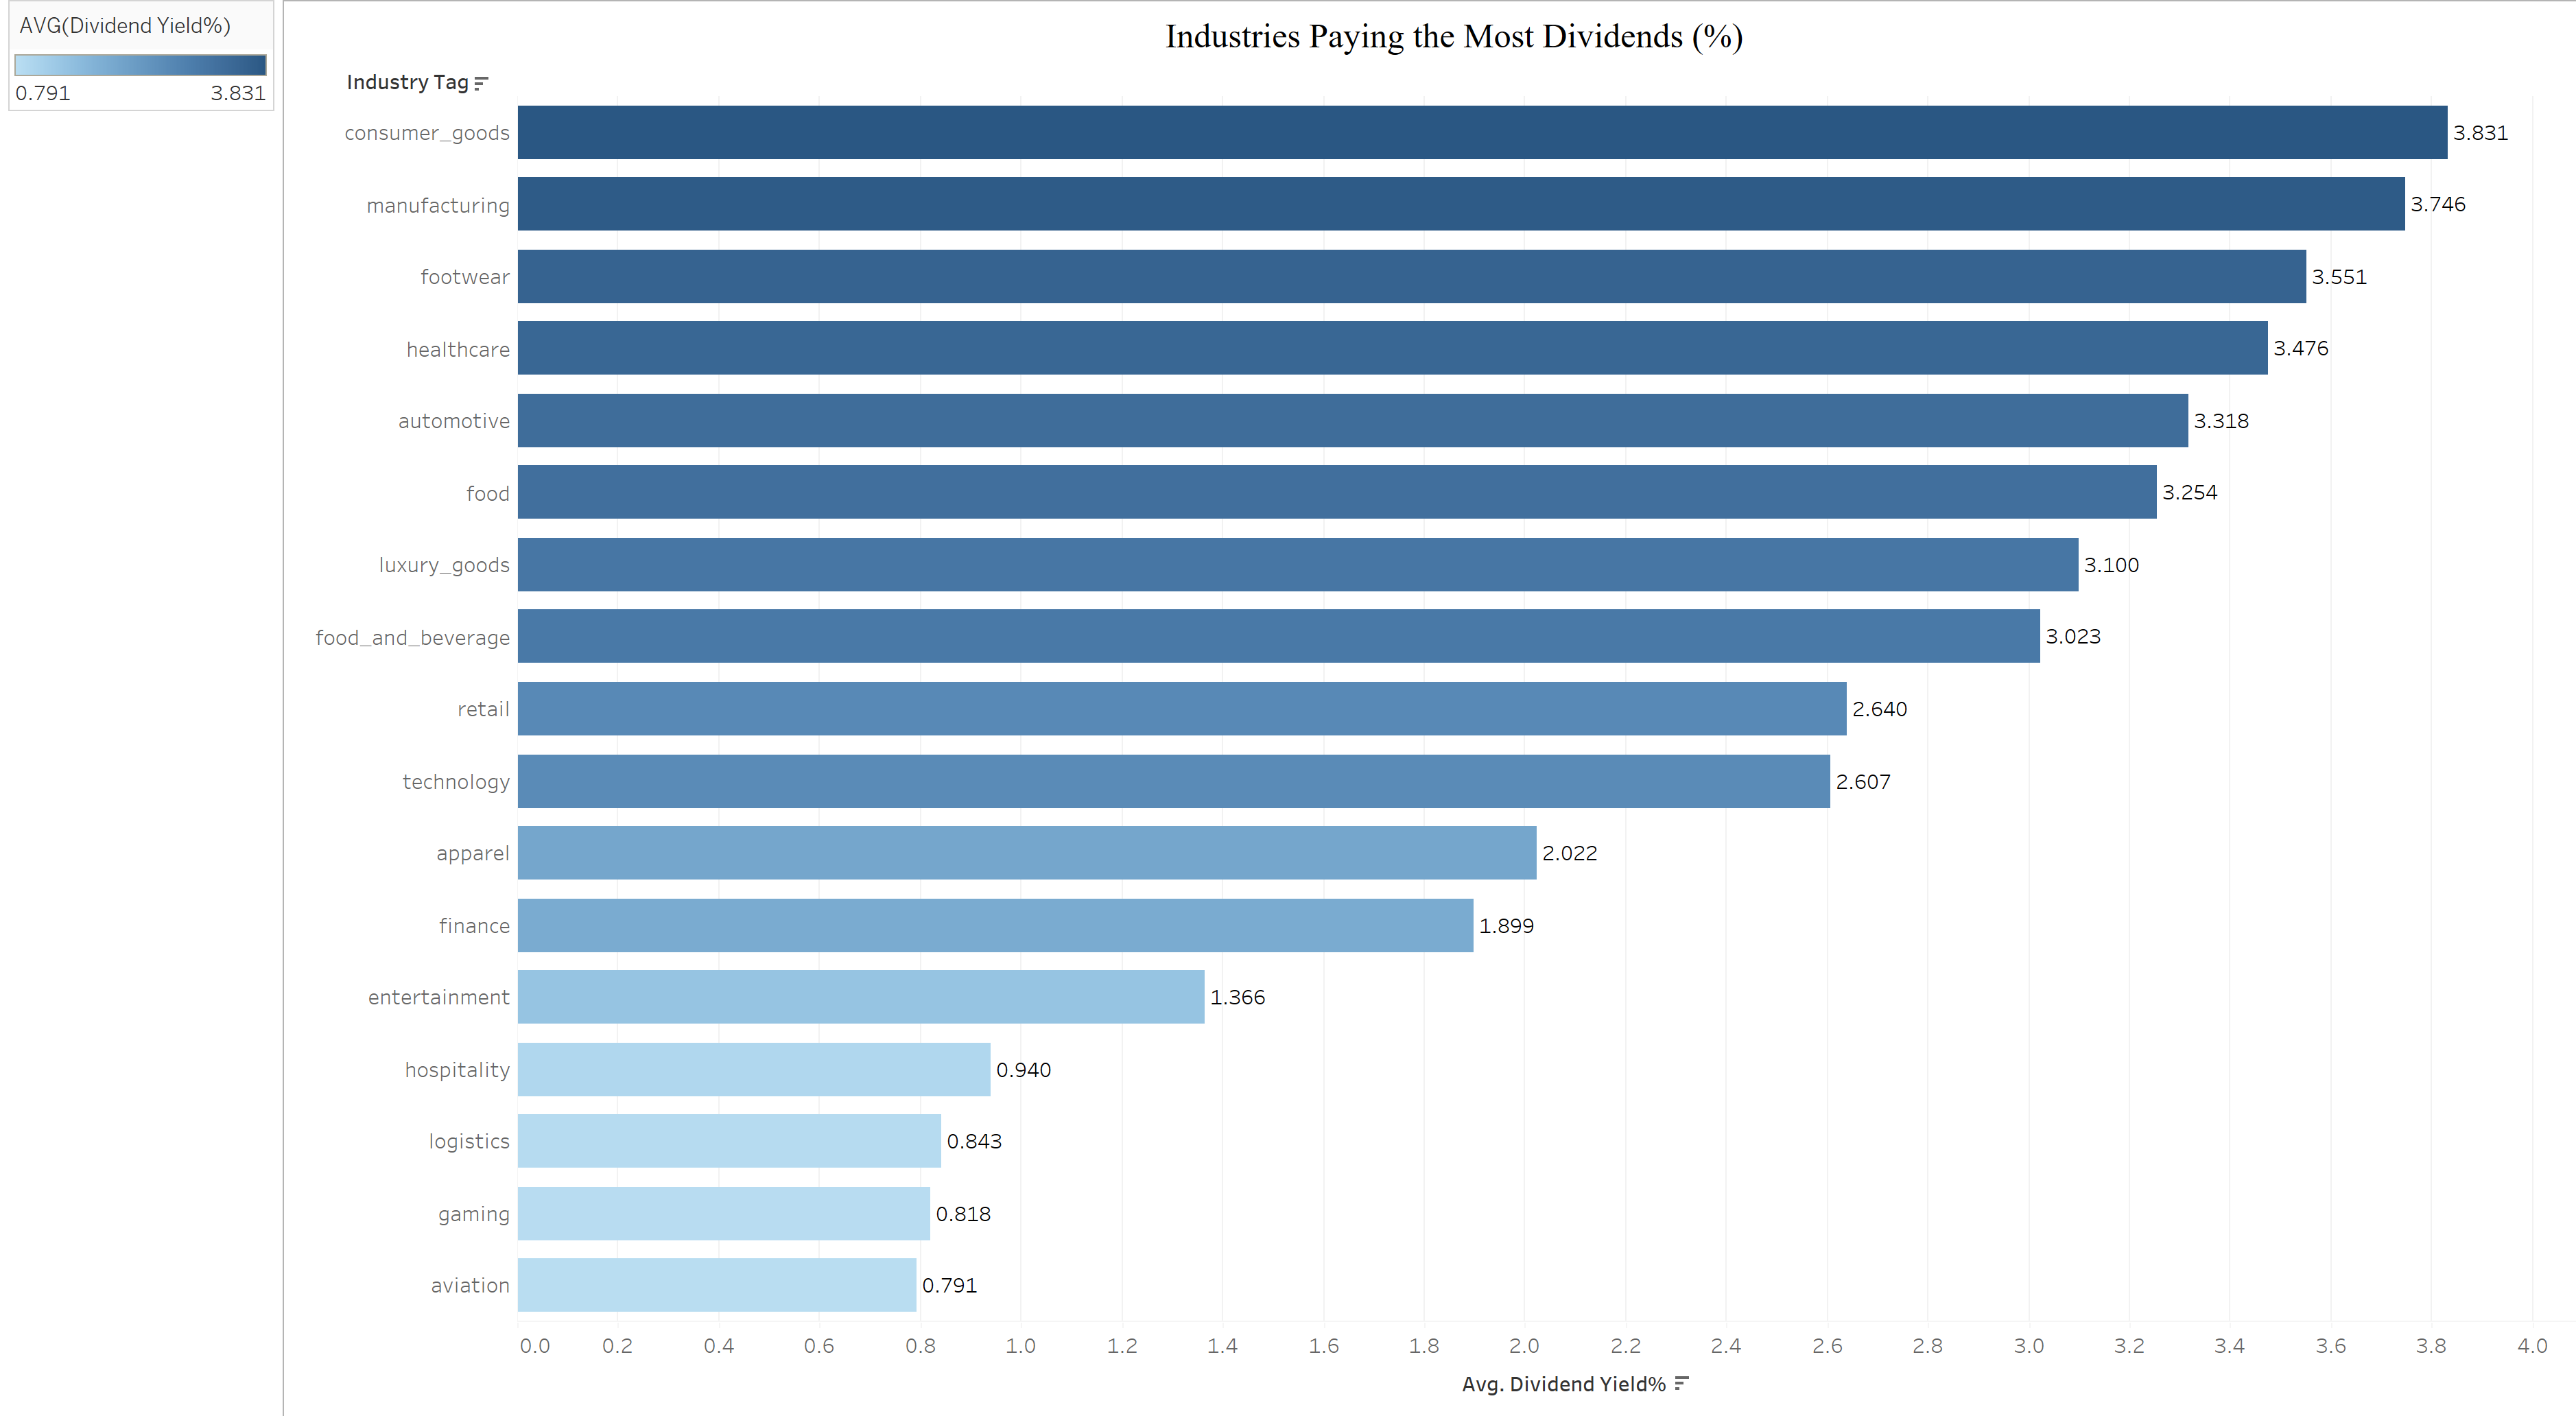 AVG(Dividend Yield%)
0.791 3.831
Industries Paying the Most Dividends (%)
Industry Tag
consumer_goods 3.831
manufacturing 3.746
footwear 3.551
healthcare 3.476
automotive 3.318
food 3.254
luxury_goods 3.100
food_and_beverage 3.023
retail 2.640
technology 2.607
apparel 2.022
finance 1.899
entertainment 1.366
hospitality 0.940
logistics 0.843
gaming 0.818
aviation 0.791
0.0 0.2 0.4 0.6 0.8 1.0 1.2 1.4 1.6 1.8 2.0 2.2 2.4 2.6 2.8 3.0 3.2 3.4 3.6 3.8 4.0
Avg. Dividend Yield%